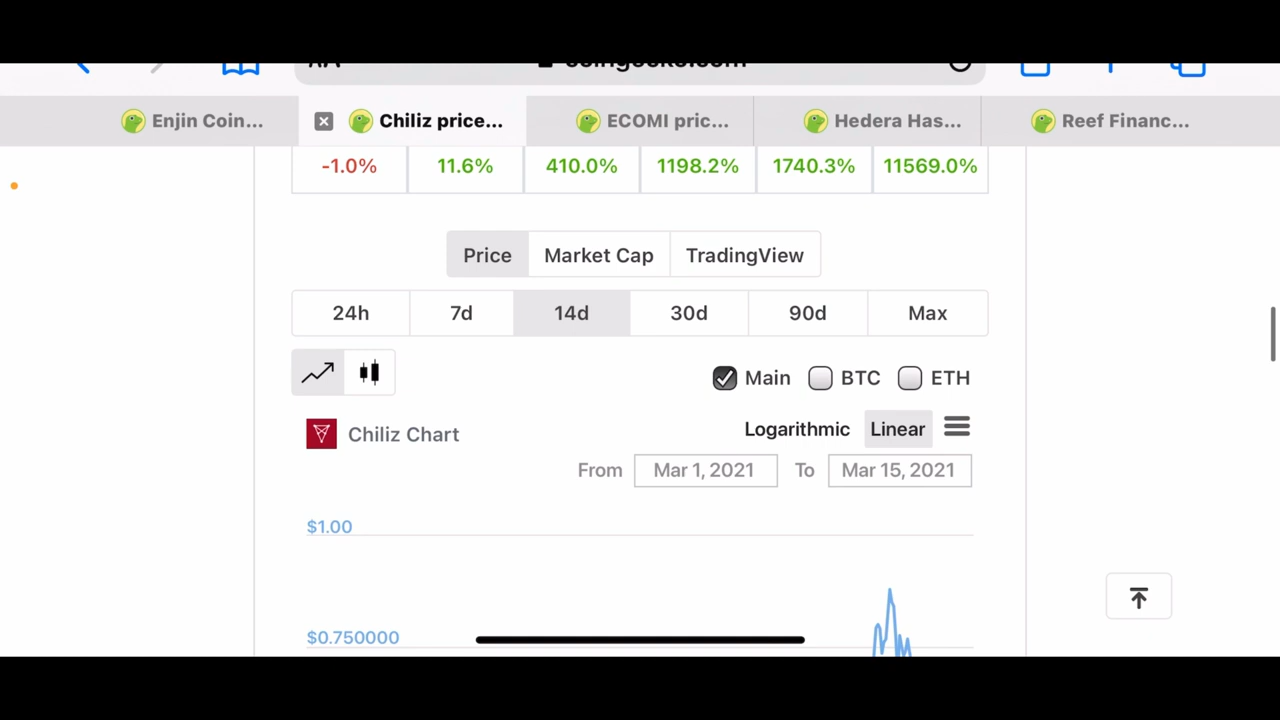 Enjin Coin... Chiliz price... ECOMI pric... Hedera Has... Reef Financ...
-1.0% 11.6% 410.0% 1198.2% 1740.3% 11569.0%
Price Market Cap TradingView
24h 7d 14d 30d 90d Max
Main BTC ETH
Chiliz Chart
Logarithmic Linear
From Mar 1, 2021 To Mar 15, 2021
$1.00
$0.750000